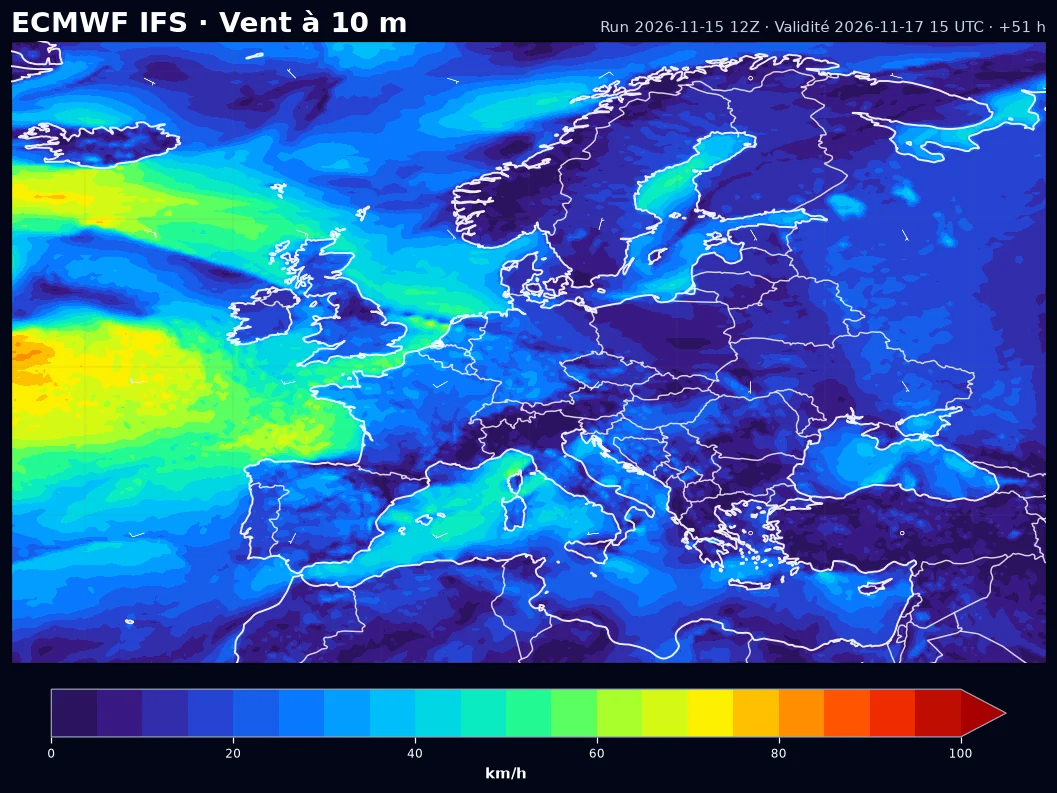 ECMWF IFS · Vent à 10 m
Run 2026-11-15 12Z · Validité 2026-11-17 15 UTC · +51 h
0 20 40 60 80 100
km/h